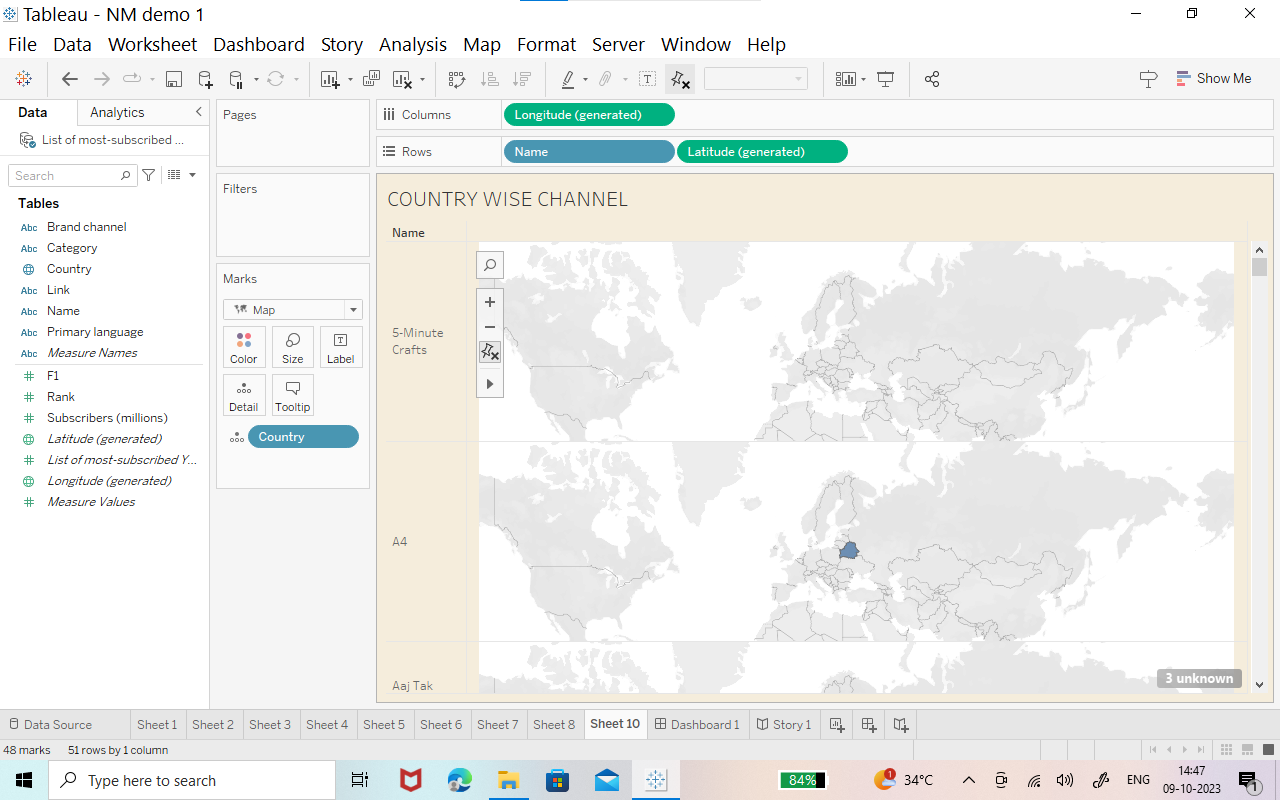 Tableau - NM demo 1
File Data Worksheet Dashboard Story Analysis Map Format Server Window Help
Show Me
Data Analytics
List of most-subscribed ...
Search
Tables
Abc Brand channel
Abc Category
Country
Abc Link
Abc Name
Abc Primary language
Abc Measure Names
# F1
# Rank
# Subscribers (millions)
Latitude (generated)
# List of most-subscribed Y...
Longitude (generated)
# Measure Values
Pages
Filters
Marks
Map
Color Size Label
Detail Tooltip
Country
Columns Longitude (generated)
Rows Name Latitude (generated)
COUNTRY WISE CHANNEL
Name
5-Minute
Crafts
A4
Aaj Tak
3 unknown
Data Source Sheet 1 Sheet 2 Sheet 3 Sheet 4 Sheet 5 Sheet 6 Sheet 7 Sheet 8 Sheet 10 Dashboard 1 Story 1
48 marks 51 rows by 1 column
Type here to search
84%
1
34°C
ENG
14:47
09-10-2023
1